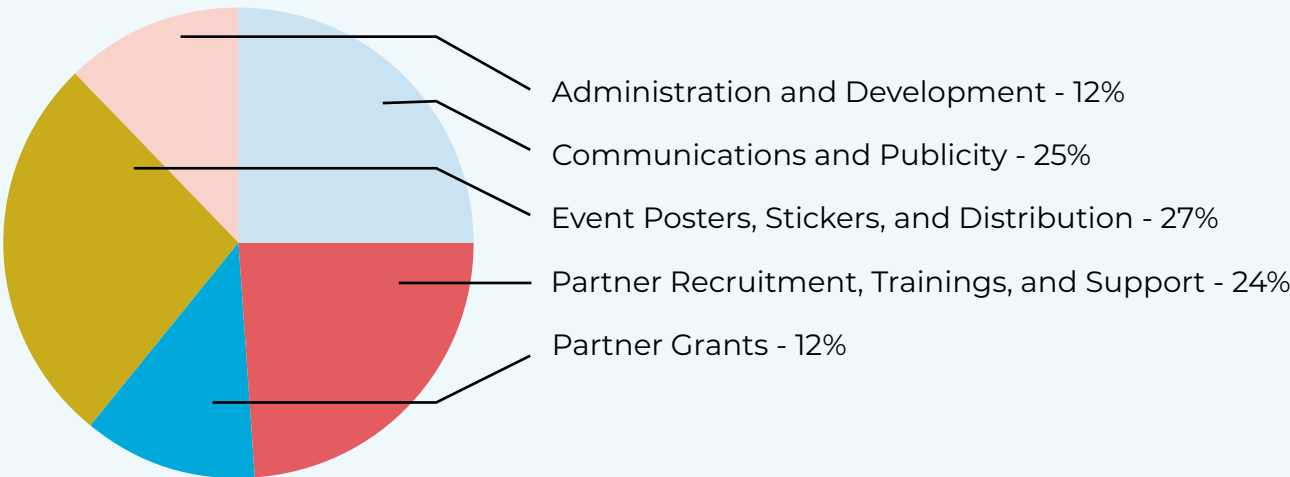 Administration and Development - 12%
Communications and Publicity - 25%
Event Posters, Stickers, and Distribution - 27%
Partner Recruitment, Trainings, and Support - 24%
Partner Grants - 12%